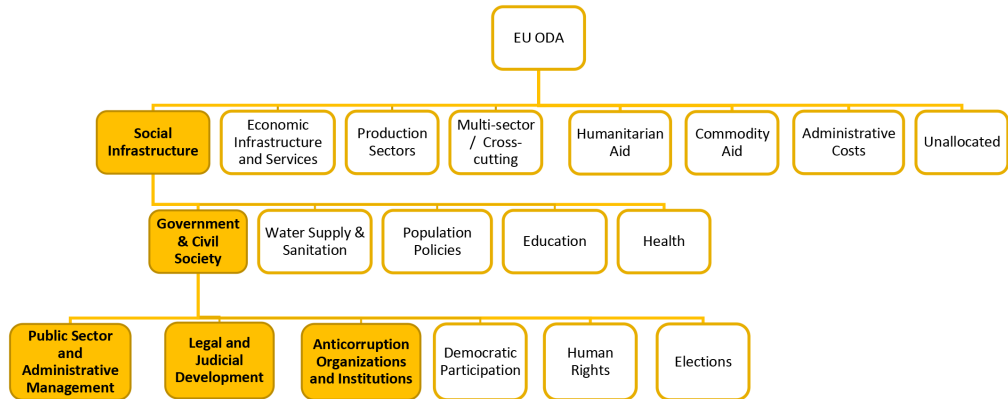 EU ODA
Social
Infrastructure
Economic
Infrastructure
and Services
Production
Sectors
Multi-sector
/ Cross-
cutting
Humanitarian
Aid
Commodity
Aid
Administrative
Costs
Unallocated
Government
& Civil
Society
Water Supply &
Sanitation
Population
Policies
Education
Health
Public Sector
and
Administrative
Management
Legal and
Judicial
Development
Anticorruption
Organizations
and Institutions
Democratic
Participation
Human
Rights
Elections